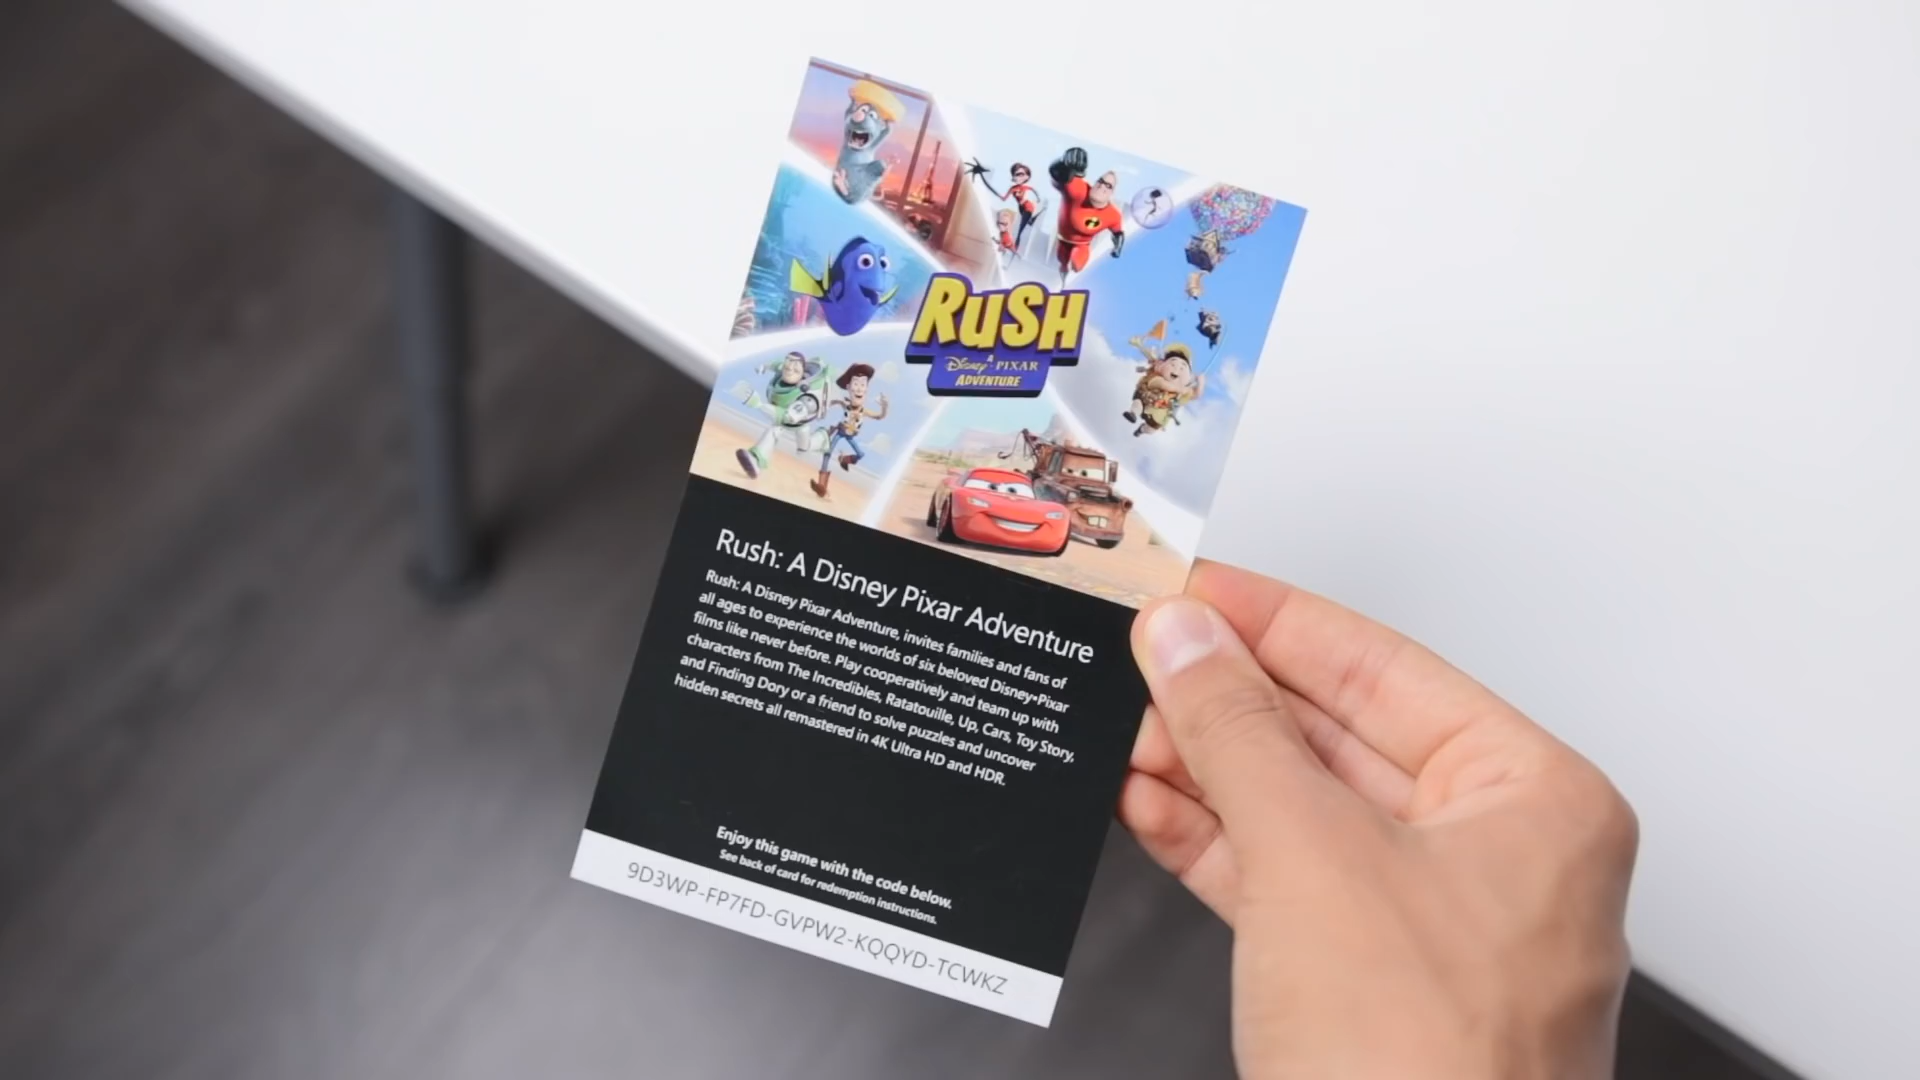 RUSH
A
Disney·PIXAR
ADVENTURE
Rush: A Disney Pixar Adventure
Rush: A Disney Pixar Adventure, invites families and fans of
all ages to experience the worlds of six beloved Disney•Pixar
films like never before. Play cooperatively and team up with
characters from The Incredibles, Ratatouille, Up, Cars, Toy Story,
and Finding Dory or a friend to solve puzzles and uncover
hidden secrets all remastered in 4K Ultra HD and HDR.
Enjoy this game with the code below.
See back of card for redemption instructions.
9D3WP-FP7FD-GVPW2-KQQYD-TCWKZ